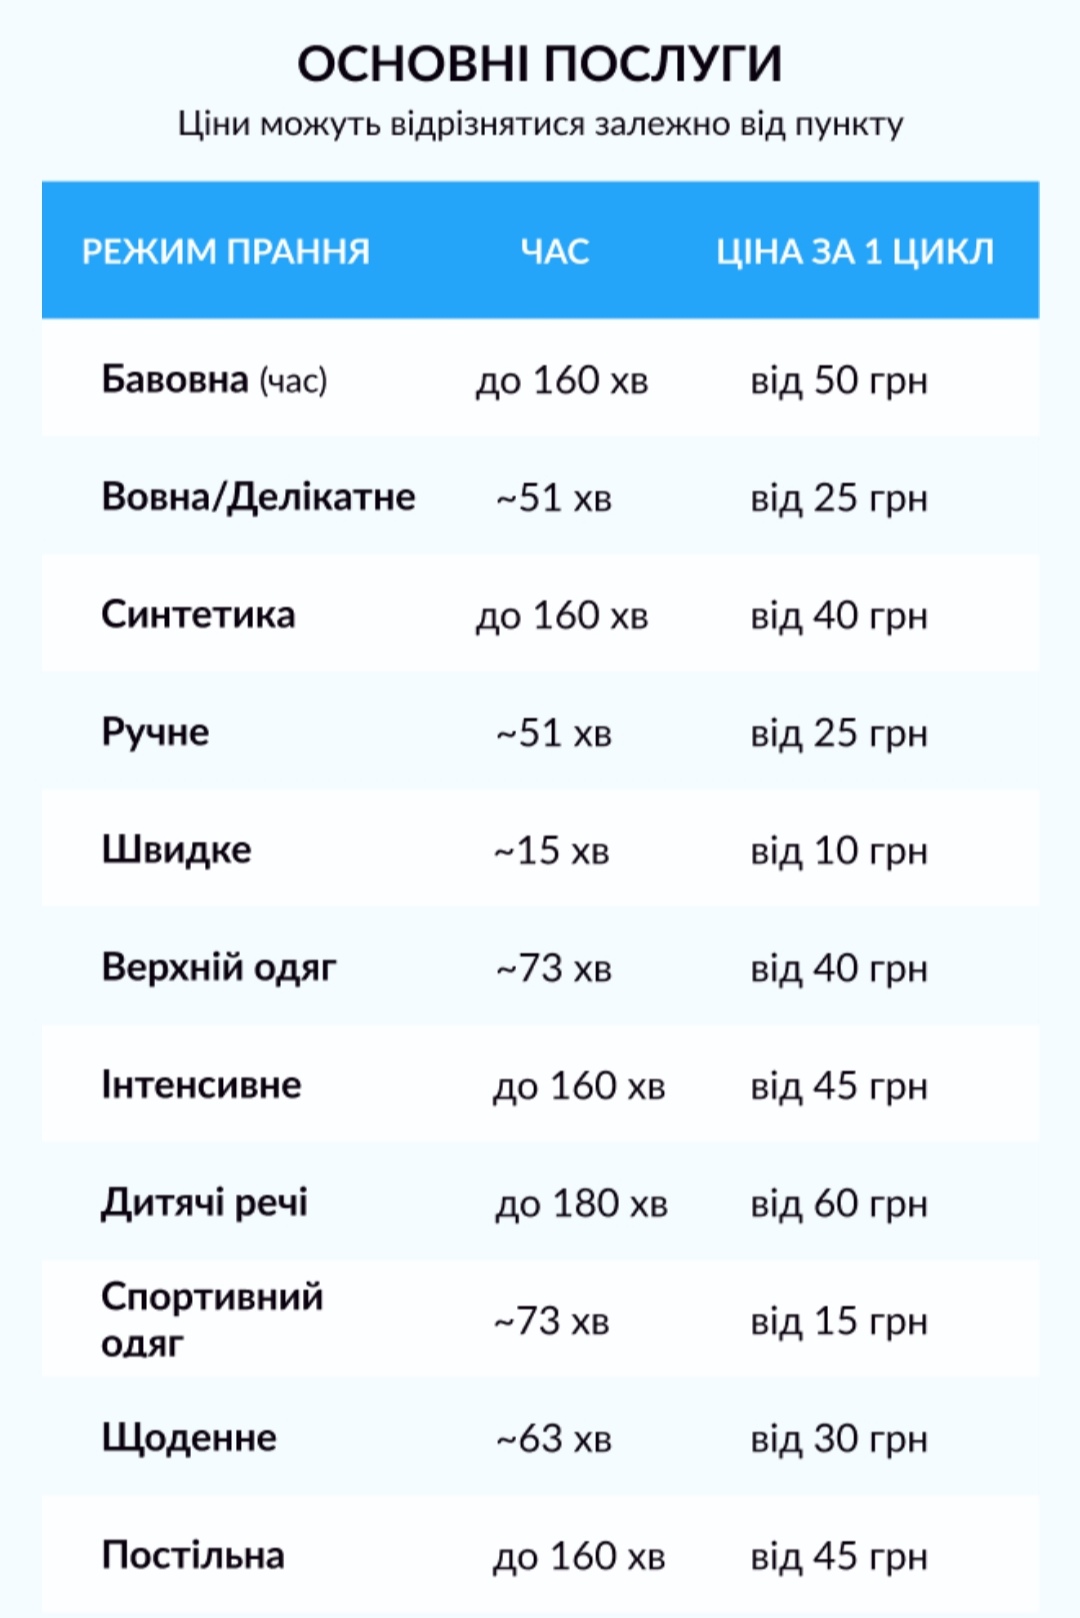 ОСНОВНІ ПОСЛУГИ
Ціни можуть відрізнятися залежно від пункту
РЕЖИМ ПРАННЯ ЧАС ЦІНА ЗА 1 ЦИКЛ
Бавовна (час) до 160 хв від 50 грн
Вовна/Делікатне ~51 хв від 25 грн
Синтетика до 160 хв від 40 грн
Ручне ~51 хв від 25 грн
Швидке ~15 хв від 10 грн
Верхній одяг ~73 хв від 40 грн
Інтенсивне до 160 хв від 45 грн
Дитячі речі до 180 хв від 60 грн
Спортивний
одяг ~73 хв від 15 грн
Щоденне ~63 хв від 30 грн
Постільна до 160 хв від 45 грн